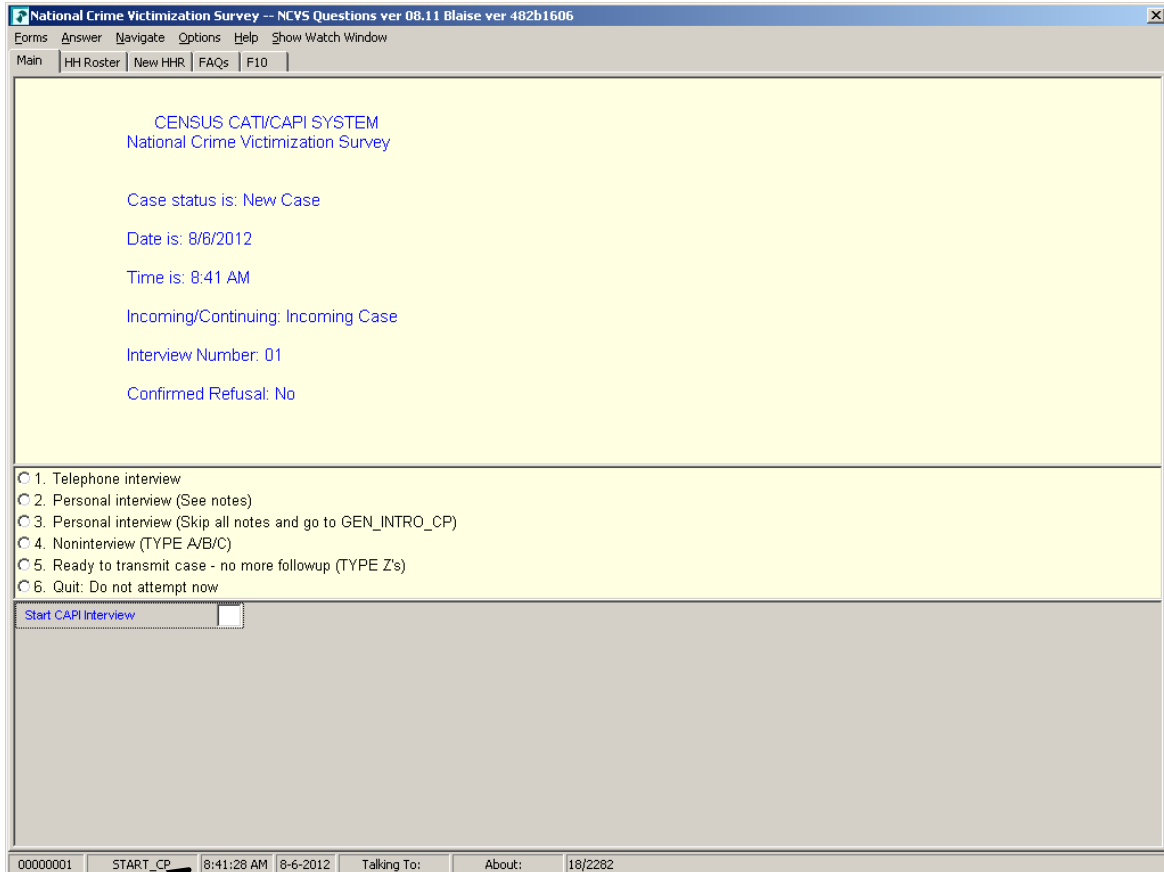 National Crime Victimization Survey -- NCVS Questions ver 08.11 Blaise ver 482b1606
Forms Answer Navigate Options Help Show Watch Window
Main HH Roster New HHR FAQs F10
CENSUS CATI/CAPI SYSTEM
National Crime Victimization Survey
Case status is: New Case
Date is: 8/6/2012
Time is: 8:41 AM
Incoming/Continuing: Incoming Case
Interview Number: 01
Confirmed Refusal: No
1. Telephone interview
2. Personal interview (See notes)
3. Personal interview (Skip all notes and go to GEN_INTRO_CP)
4. Noninterview (TYPE A/B/C)
5. Ready to transmit case - no more followup (TYPE Z's)
6. Quit: Do not attempt now
Start CAPI Interview
00000001 START_CP 8:41:28 AM 8-6-2012 Talking To: About: 18/2282